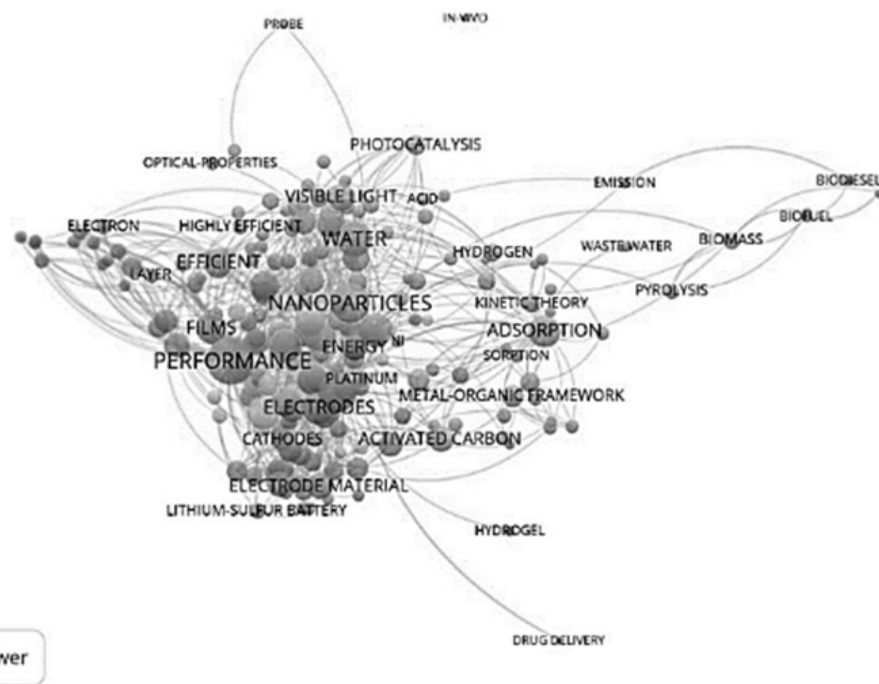 PROBE
IN-VIVO
PHOTOCATALYSIS
OPTICAL-PROPERTIES
EMISSION
BIODIESEL
VISIBLE LIGHT
ACID
BIOFUEL
ELECTRON
HIGHLY EFFICIENT
WATER
BIOMASS
WASTEWATER
HYDROGEN
EFFICIENT
LAYER
PYROLYSIS
NANOPARTICLES
KINETIC THEORY
FILMS
ADSORPTION
ENERGY
NI
SORPTION
PERFORMANCE
PLATINUM
METAL-ORGANIC FRAMEWORK
ELECTRODES
CATHODES
ACTIVATED CARBON
ELECTRODE MATERIAL
LITHIUM-SULFUR BATTERY
HYDROGEL
DRUG DELIVERY
wer